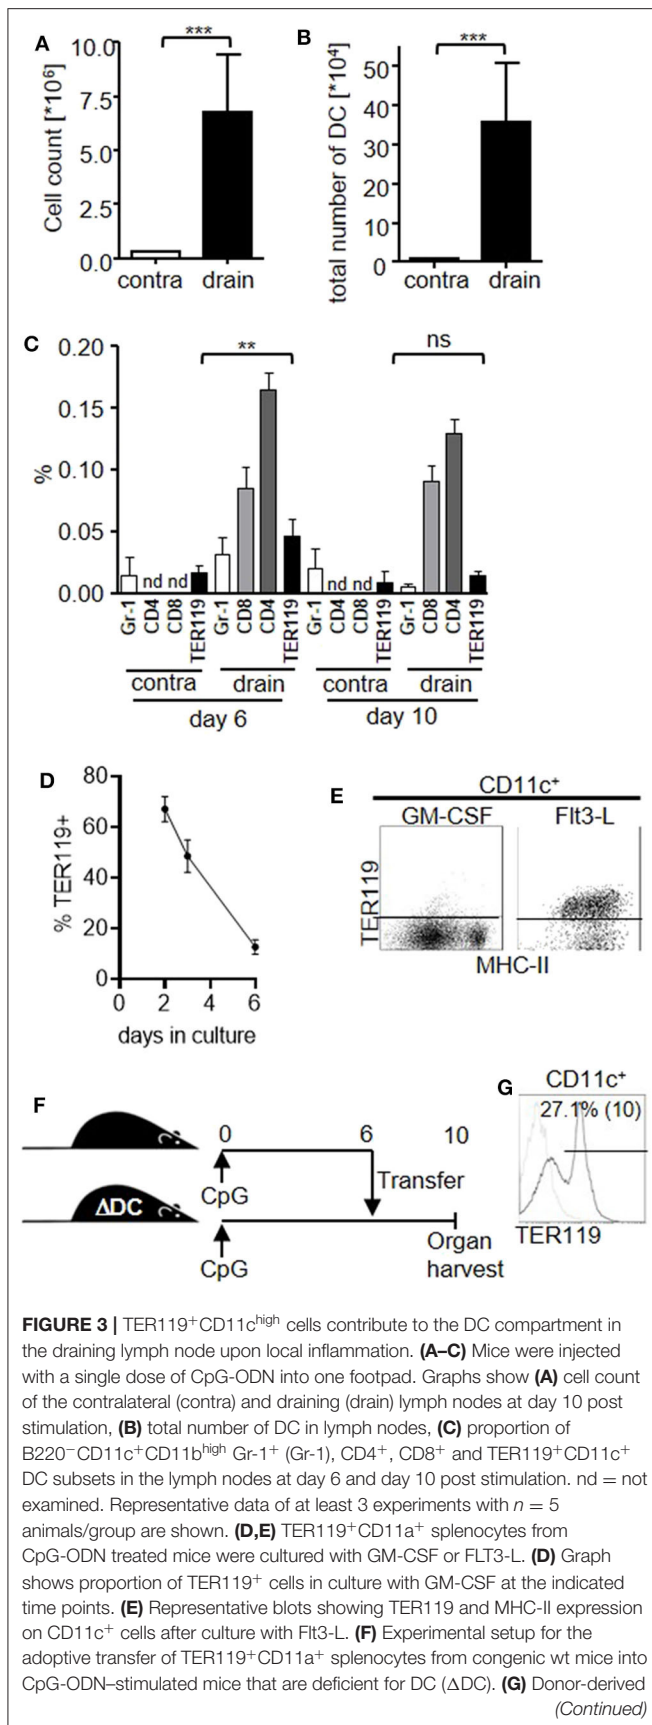 A
***
10.0
7.5
5.0
2.5
0.0
Cell count [*10⁶]
contra drain
B
***
50
40
30
20
10
0
total number of DC [*10⁴]
contra drain
C
0.20
0.15
0.10
0.05
0.00
%
**
ns
nd nd
nd nd
Gr-1 CD4 CD8 TER119 Gr-1 CD8 CD4 TER119 Gr-1 CD4 CD8 TER119 Gr-1 CD8 CD4 TER119
contra drain contra drain
day 6 day 10
D
80
60
40
20
0
% TER119+
0 2 4 6
days in culture
E
CD11c⁺
GM-CSF Flt3-L
TER119
MHC-II
F
0 6 10
CpG
Transfer
ΔDC
CpG
Organ
harvest
G
CD11c⁺
27.1% (10)
TER119
FIGURE 3 | TER119⁺CD11cʰⁱᵍʰ cells contribute to the DC compartment in
the draining lymph node upon local inflammation. (A–C) Mice were injected
with a single dose of CpG-ODN into one footpad. Graphs show (A) cell count
of the contralateral (contra) and draining (drain) lymph nodes at day 10 post
stimulation, (B) total number of DC in lymph nodes, (C) proportion of
B220⁻CD11c⁺CD11bʰⁱᵍʰ Gr-1⁺ (Gr-1), CD4⁺, CD8⁺ and TER119⁺CD11c⁺
DC subsets in the lymph nodes at day 6 and day 10 post stimulation. nd = not
examined. Representative data of at least 3 experiments with n = 5
animals/group are shown. (D,E) TER119⁺CD11a⁺ splenocytes from
CpG-ODN treated mice were cultured with GM-CSF or FLT3-L. (D) Graph
shows proportion of TER119⁺ cells in culture with GM-CSF at the indicated
time points. (E) Representative blots showing TER119 and MHC-II expression
on CD11c⁺ cells after culture with Flt3-L. (F) Experimental setup for the
adoptive transfer of TER119⁺CD11a⁺ splenocytes from congenic wt mice into
CpG-ODN–stimulated mice that are deficient for DC (ΔDC). (G) Donor-derived
(Continued)